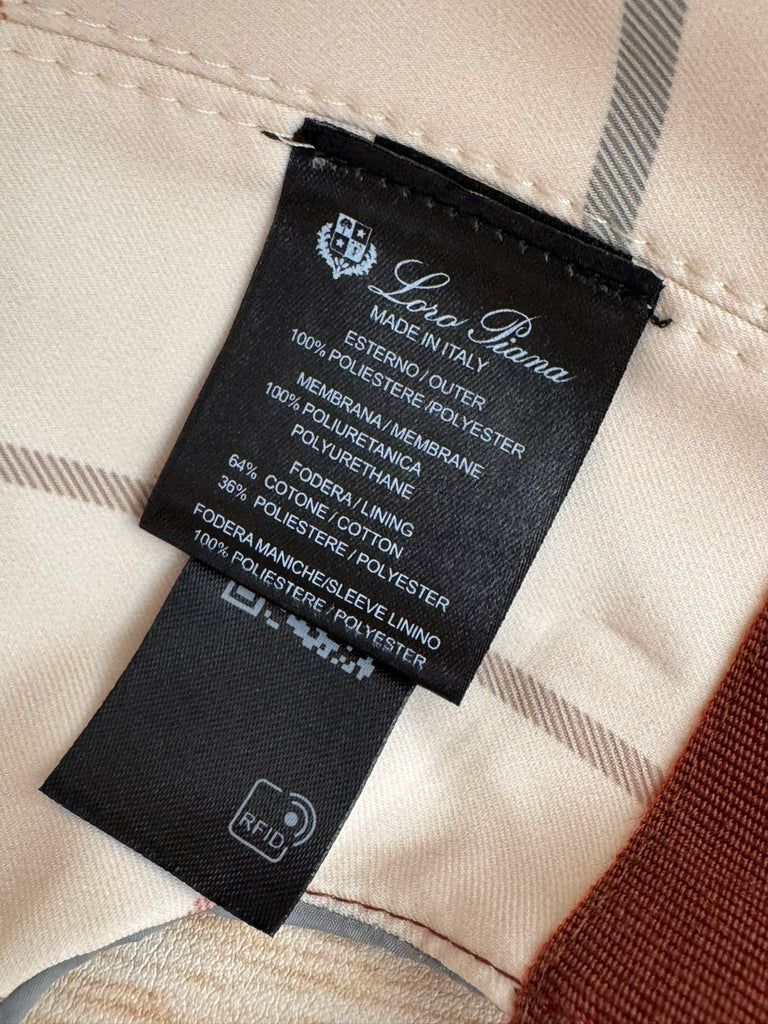 Loro Piana
MADE IN ITALY
ESTERNO / OUTER
100% POLIESTERE /POLYESTER
MEMBRANA / MEMBRANE
100% POLIURETANICA
POLYURETHANE
FODERA / LINING
64% COTONE / COTTON
36% POLIESTERE / POLYESTER
FODERA MANICHE/SLEEVE LININO
100% POLIESTERE / POLYESTER
RFID